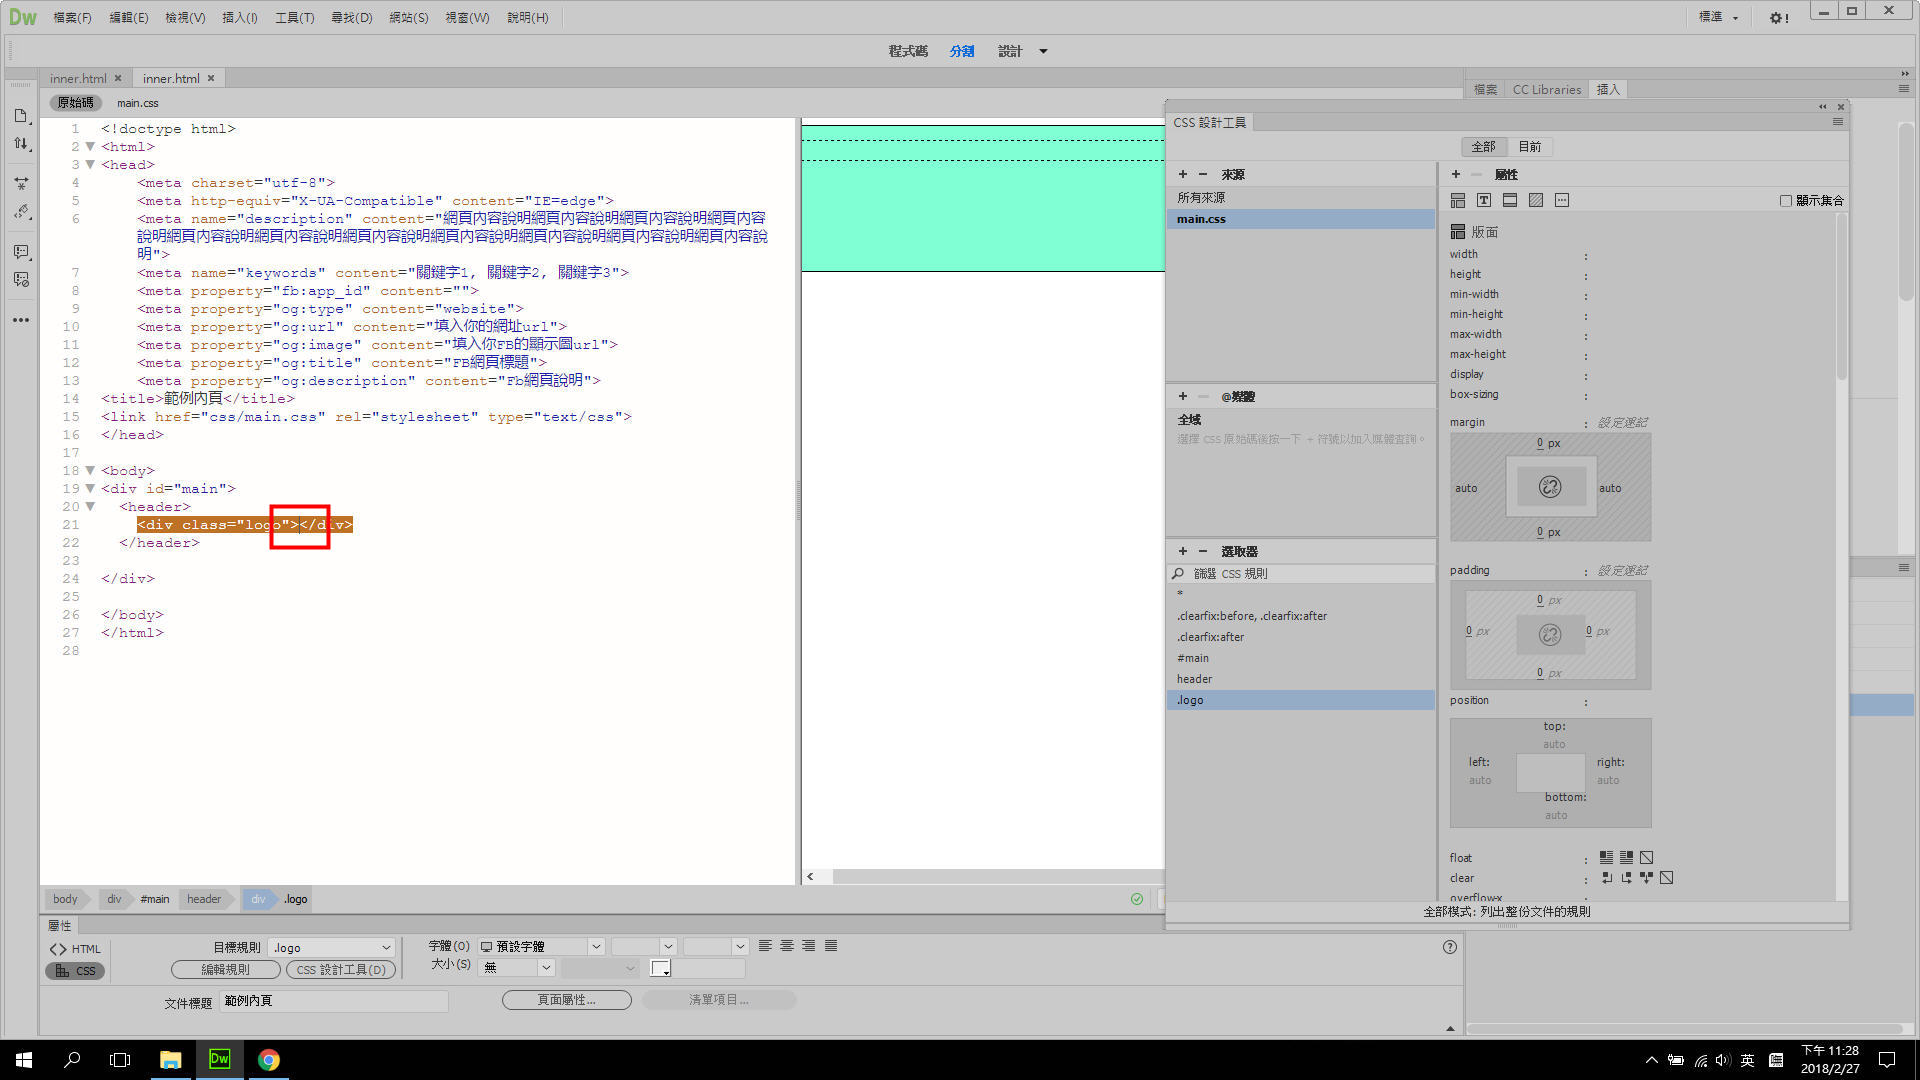 Dw 檔案(F) 編輯(E) 檢視(V) 插入(I) 工具(T) 尋找(D) 網站(S) 視窗(W) 說明(H) 標準
程式碼 分割 設計
inner.html × inner.html ×
原始碼 main.css
1 <!doctype html>
2 <html>
3 <head>
4 <meta charset="utf-8">
5 <meta http-equiv="X-UA-Compatible" content="IE=edge">
6 <meta name="description" content="網頁內容說明網頁內容說明網頁內容說明網頁內容
說明網頁內容說明網頁內容說明網頁內容說明網頁內容說明網頁內容說明網頁內容說明網頁內容說
明">
7 <meta name="keywords" content="關鍵字1, 關鍵字2, 關鍵字3">
8 <meta property="fb:app_id" content="">
9 <meta property="og:type" content="website">
10 <meta property="og:url" content="填入你的網址url">
11 <meta property="og:image" content="填入你FB的顯示圖url">
12 <meta property="og:title" content="FB網頁標題">
13 <meta property="og:description" content="Fb網頁說明">
14 <title>範例內頁</title>
15 <link href="css/main.css" rel="stylesheet" type="text/css">
16 </head>
17
18 <body>
19 <div id="main">
20 <header>
21 <div class="logo"></div>
22 </header>
23
24 </div>
25
26 </body>
27 </html>
28
body div #main header div .logo
檔案 CC Libraries 插入
CSS 設計工具
全部 目前
+ − 來源
所有來源
main.css
+ − @媒體
全域
選擇 CSS 原始碼後按一下 + 符號以加入媒體查詢。
+ − 選取器
篩選 CSS 規則
*
.clearfix:before, .clearfix:after
.clearfix:after
#main
header
.logo
+ − 屬性
顯示集合
版面
width :
height :
min-width :
min-height :
max-width :
max-height :
display :
box-sizing :
margin : 設定速記
0 px
auto auto
0 px
padding : 設定速記
0 px
0 px 0 px
0 px
position :
top:
auto
left: right:
auto auto
bottom:
auto
float :
clear :
overflow-x
全部模式: 列出整份文件的規則
屬性
<> HTML
CSS
目標規則 .logo
編輯規則 CSS 設計工具(D)
字體(O) 預設字體
大小(S) 無
文件標題 範例內頁
頁面屬性... 清單項目...
Dw
英
下午 11:28
2018/2/27